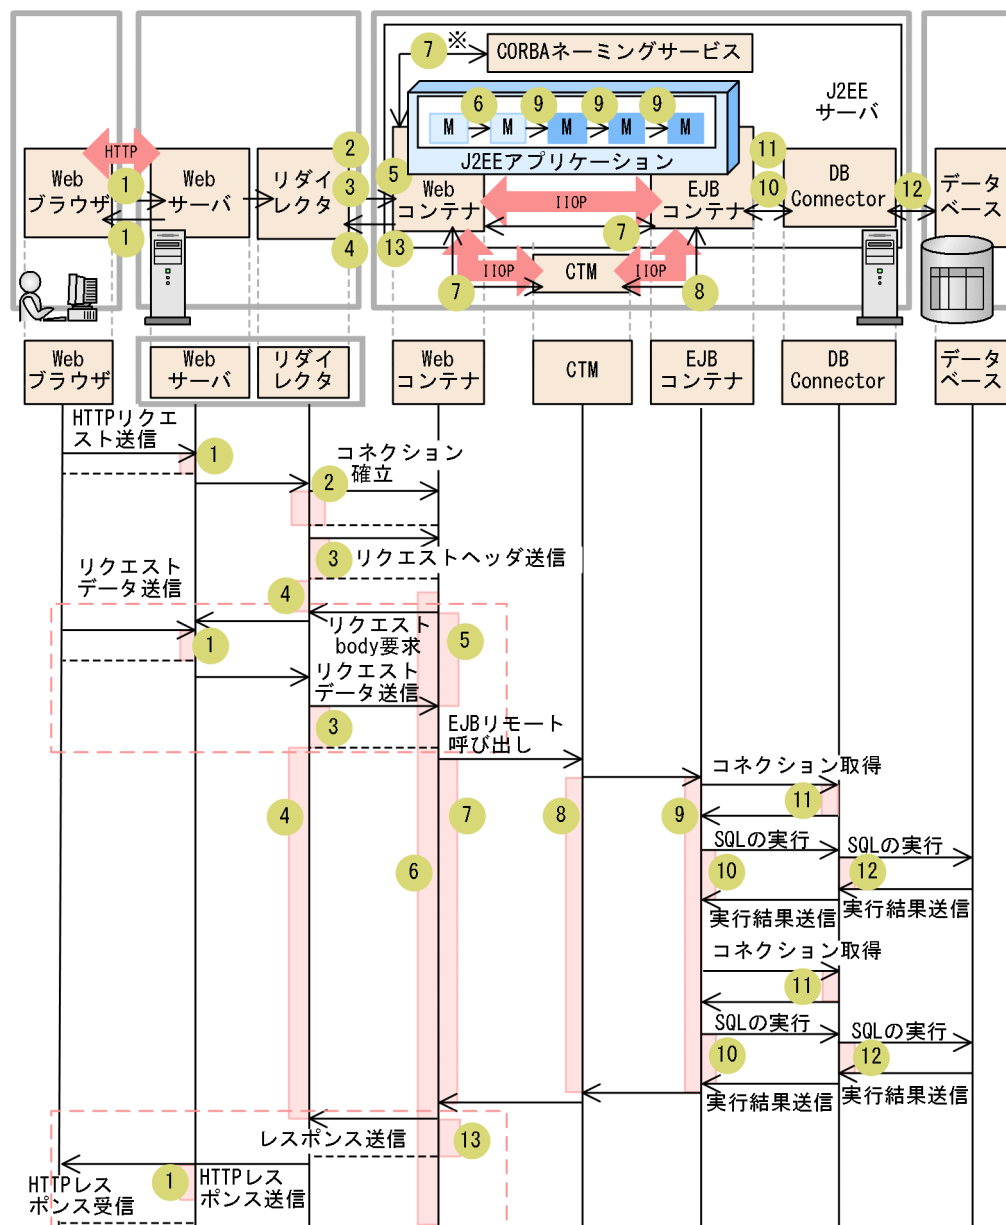 7
※
CORBAネーミングサービス
J2EE
サーバ
6
9
9
9
M
M
M
M
M
J2EEアプリケーション
HTTP
1
1
2
3
4
5
13
11
10
12
Web
ブラウザ
Web
サーバ
リダイ
レクタ
Web
コンテナ
IIOP
7
EJB
コンテナ
DB
Connector
データ
ベース
IIOP
CTM
IIOP
7
8
Web
ブラウザ
Web
サーバ
リダイ
レクタ
Web
コンテナ
CTM
EJB
コンテナ
DB
Connector
データ
ベース
HTTPリクエ
スト送信
1
コネクション
確立
2
3
リクエストヘッダ送信
リクエスト
データ送信
4
リクエスト
body要求
5
1
リクエスト
データ送信
3
EJBリモート
呼び出し
コネクション取得
11
4
7
8
9
SQLの実行
SQLの実行
6
10
12
実行結果送信
実行結果送信
コネクション取得
11
SQLの実行
SQLの実行
10
12
実行結果送信
実行結果送信
レスポンス送信
13
1
HTTPレス
ポンス送信
HTTPレス
ポンス受信